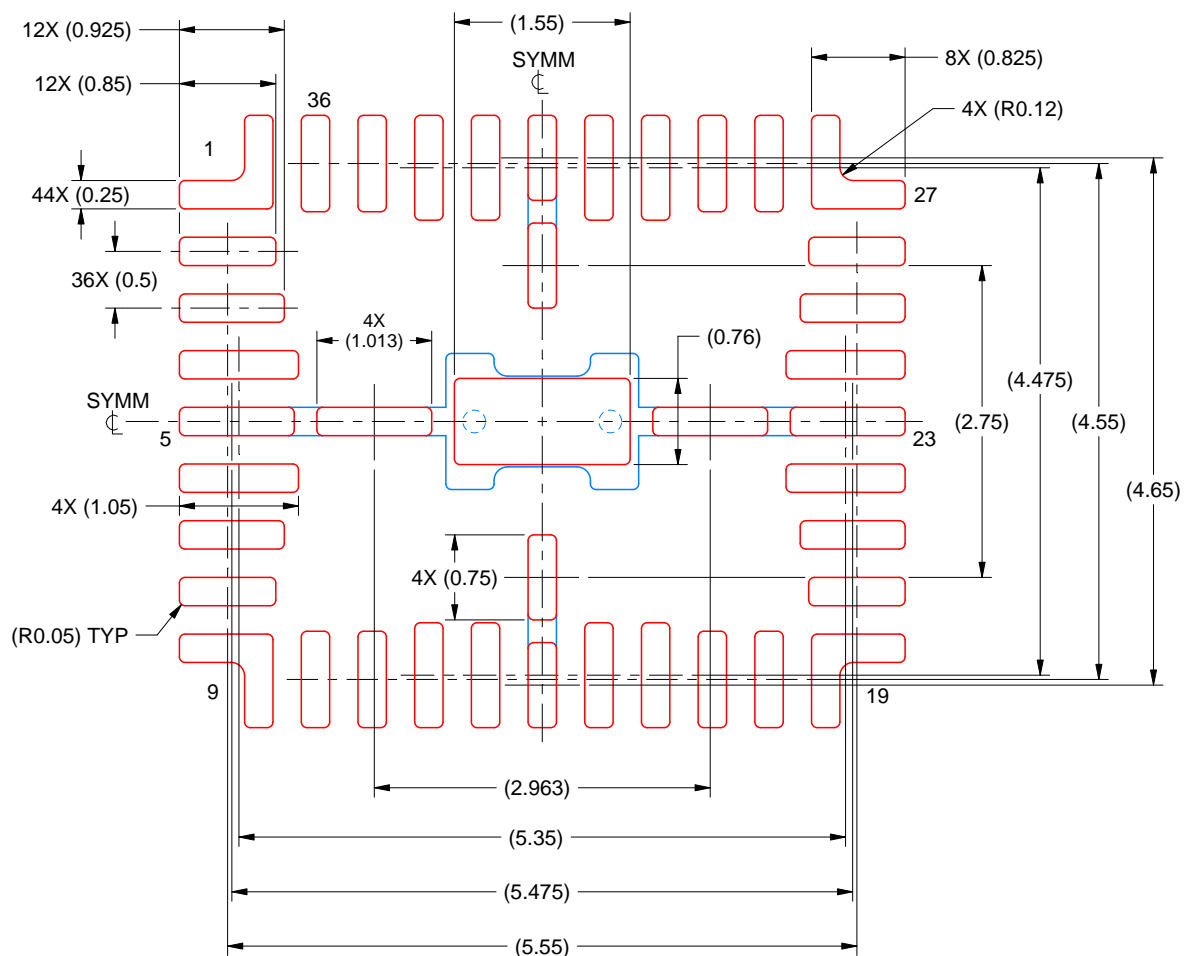 12X (0.925)
(1.55)
SYMM
℄
8X (0.825)
12X (0.85)
36
4X (R0.12)
1
44X (0.25)
27
36X (0.5)
4X
(1.013)
(0.76)
(4.475)
SYMM
℄
(2.75)
(4.55)
5
23
(4.65)
4X (1.05)
4X (0.75)
(R0.05) TYP
9
19
(2.963)
(5.35)
(5.475)
(5.55)